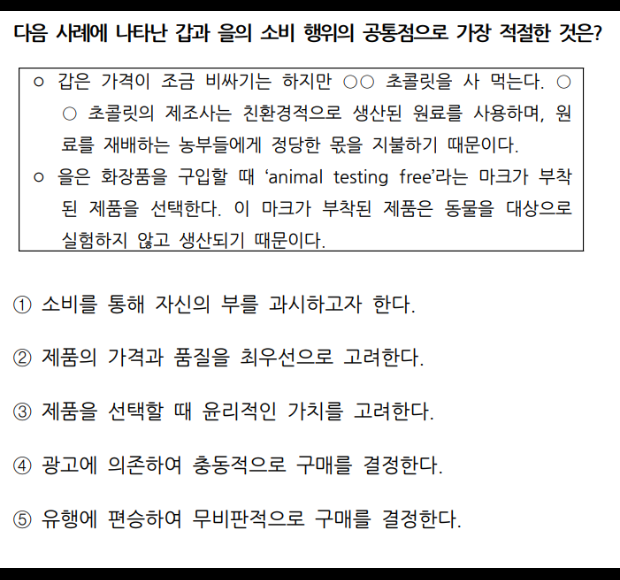 다음 사례에 나타난 갑과 을의 소비 행위의 공통점으로 가장 적절한 것은?
○ 갑은 가격이 조금 비싸기는 하지만 ○○ 초콜릿을 사 먹는다. ○
○ 초콜릿의 제조사는 친환경적으로 생산된 원료를 사용하며, 원
료를 재배하는 농부들에게 정당한 몫을 지불하기 때문이다.
○ 을은 화장품을 구입할 때 ‘animal testing free’라는 마크가 부착
된 제품을 선택한다. 이 마크가 부착된 제품은 동물을 대상으로
실험하지 않고 생산되기 때문이다.
① 소비를 통해 자신의 부를 과시하고자 한다.
② 제품의 가격과 품질을 최우선으로 고려한다.
③ 제품을 선택할 때 윤리적인 가치를 고려한다.
④ 광고에 의존하여 충동적으로 구매를 결정한다.
⑤ 유행에 편승하여 무비판적으로 구매를 결정한다.